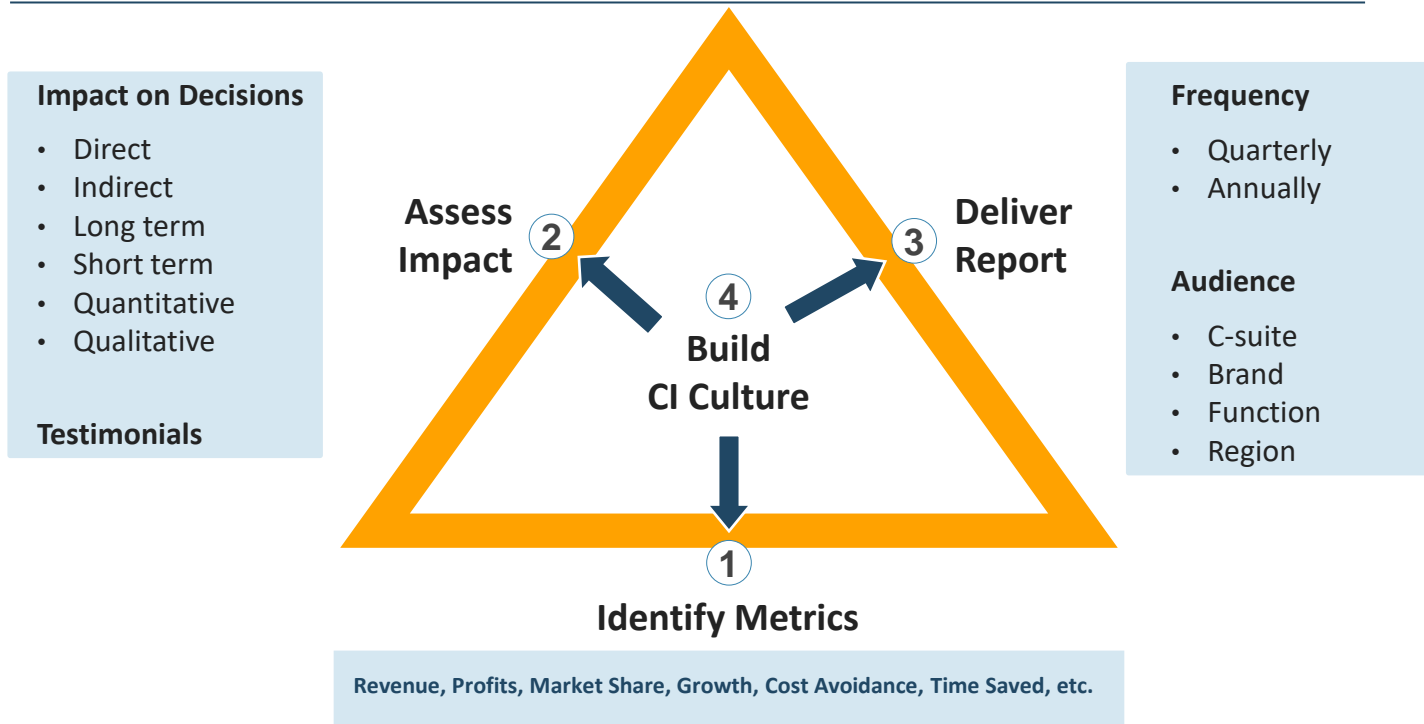 Impact on Decisions
• Direct
• Indirect
• Long term
• Short term
• Quantitative
• Qualitative
Testimonials
Assess
Impact
2
3
Deliver
Report
4
Build
CI Culture
1
Identify Metrics
Revenue, Profits, Market Share, Growth, Cost Avoidance, Time Saved, etc.
Frequency
• Quarterly
• Annually
Audience
• C-suite
• Brand
• Function
• Region